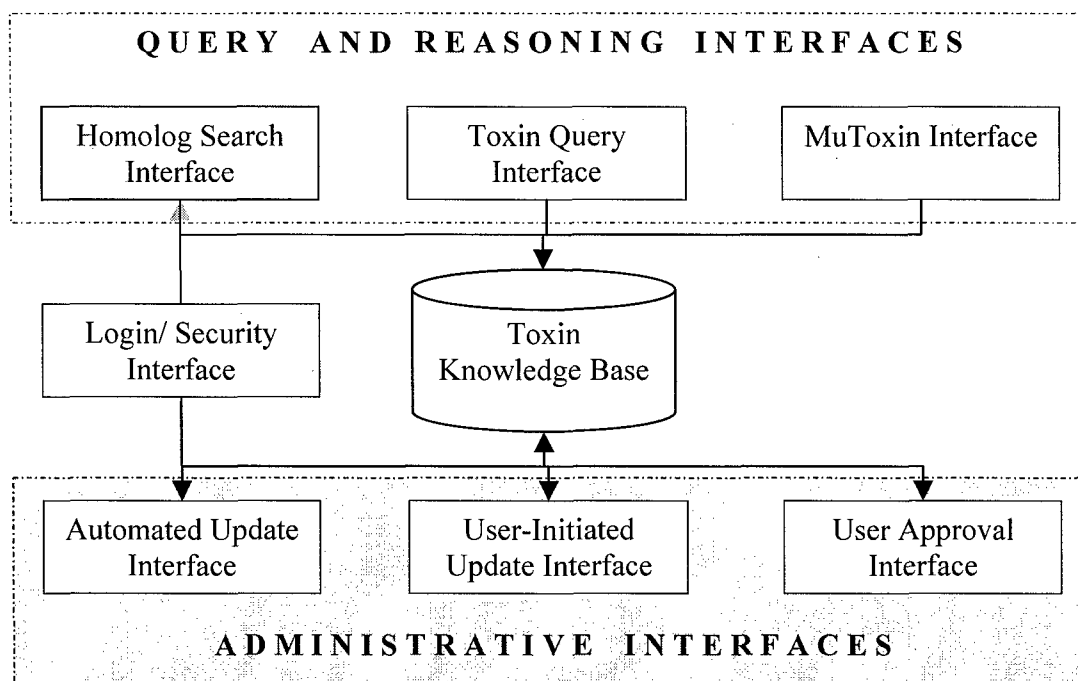 QUERY AND REASONING INTERFACES
Homolog Search
Interface
Toxin Query
Interface
MuToxin Interface
Login/ Security
Interface
Toxin
Knowledge Base
Automated Update
Interface
User-Initiated
Update Interface
User Approval
Interface
ADMINISTRATIVE INTERFACES